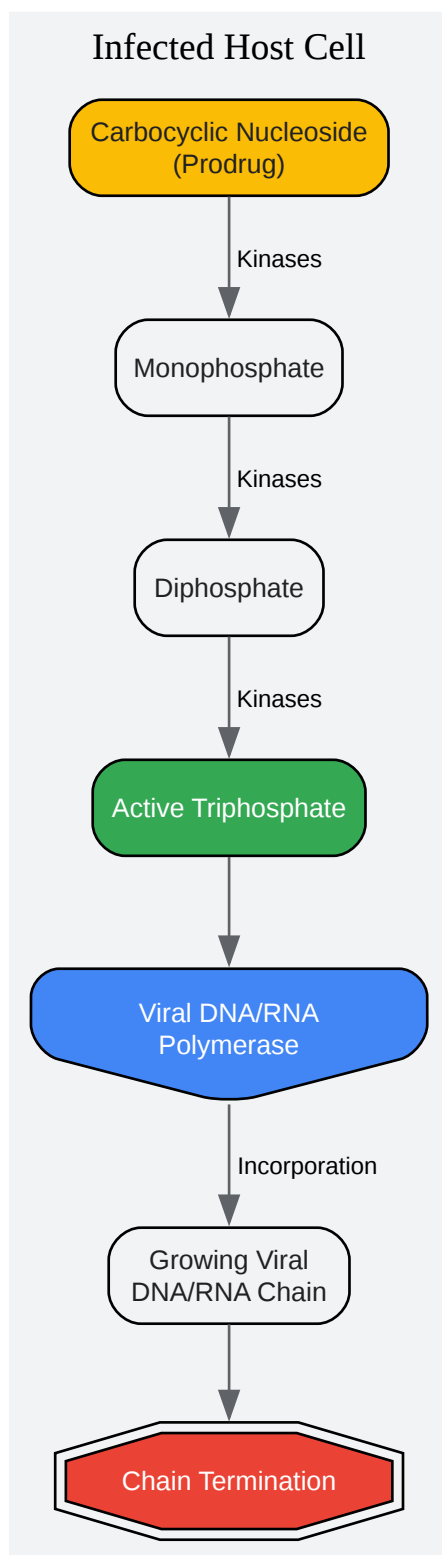 Infected Host Cell
Carbocyclic Nucleoside
(Prodrug)
Kinases
Monophosphate
Kinases
Diphosphate
Kinases
Active Triphosphate
Viral DNA/RNA
Polymerase
Incorporation
Growing Viral
DNA/RNA Chain
Chain Termination